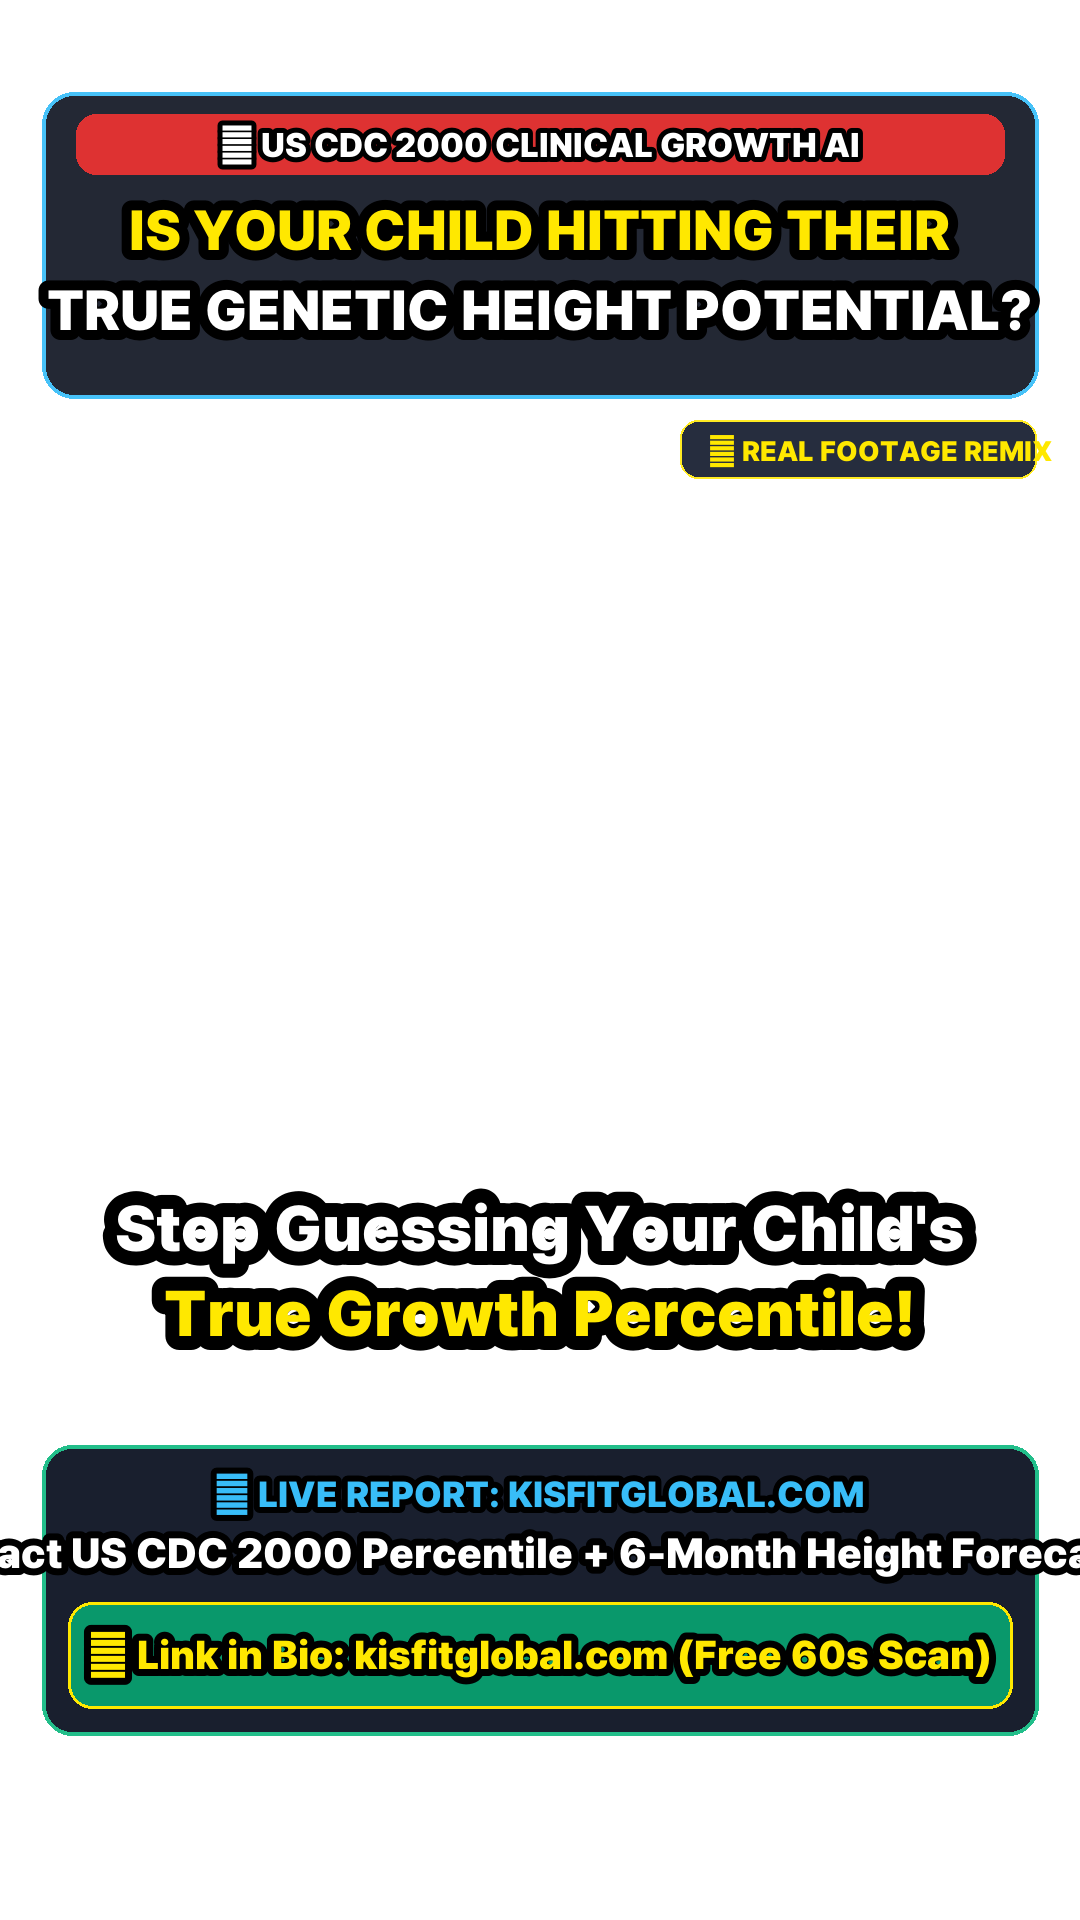 US CDC 2000 CLINICAL GROWTH AI
IS YOUR CHILD HITTING THEIR
TRUE GENETIC HEIGHT POTENTIAL?
REAL FOOTAGE REMIX
Stop Guessing Your Child's
True Growth Percentile!
LIVE REPORT: KISFITGLOBAL.COM
US CDC 2000 Percentile + 6-Month Height
Link in Bio: kisfitglobal.com (Free 60s Scan)